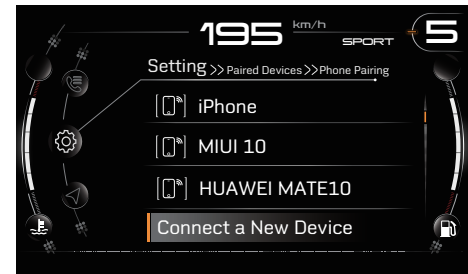 195 km/h
SPORT
5
Setting >> Paired Devices >> Phone Pairing
iPhone
MIUI 10
HUAWEI MATE10
Connect a New Device